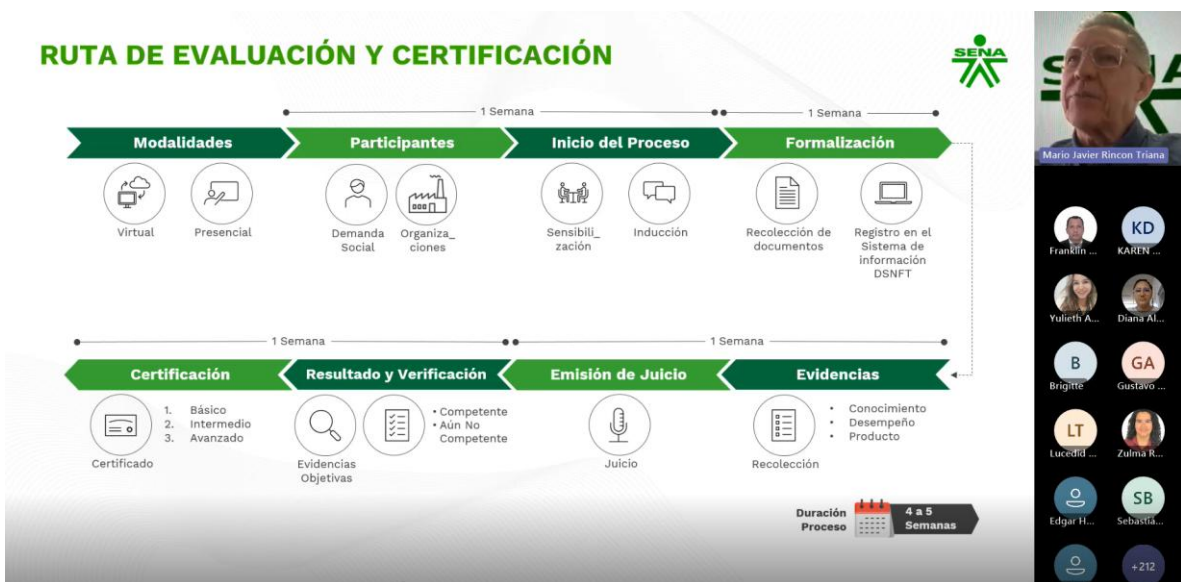 RUTA DE EVALUACIÓN Y CERTIFICACIÓN
SENA
1 Semana
1 Semana
Modalidades
Participantes
Inicio del Proceso
Formalización
Virtual
Presencial
Demanda
Social
Organiza_
ciones
Sensibili_
zación
Inducción
Recolección de
documentos
Registro en el
Sistema de
información
DSNFT
1 Semana
1 Semana
Certificación
Resultado y Verificación
Emisión de Juicio
Evidencias
1. Básico
2. Intermedio
3. Avanzado
Certificado
• Competente
• Aún No
Competente
Evidencias
Objetivas
Juicio
• Conocimiento
• Desempeño
• Producto
Recolección
Duración
Proceso
4 a 5
Semanas
Mario Javier Rincon Triana
Franklin ...
KD
KAREN ...
Yulieth A...
Diana Al...
B
Brigitte
GA
Gustavo ...
LT
Lucedid ...
Zulma R...
Edgar H...
SB
Sebastia...
+212